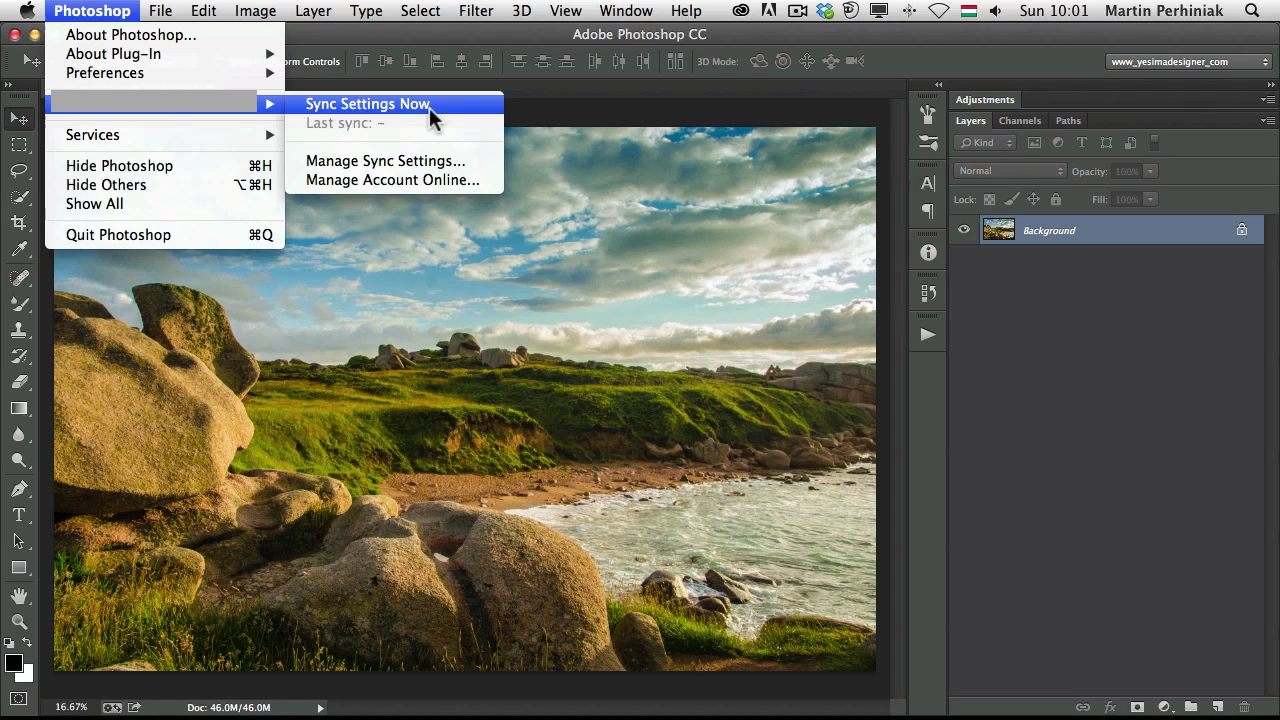 Photoshop File Edit Image Layer Type Select Filter 3D View Window Help Sun 10:01 Martin Perhiniak
Adobe Photoshop CC
About Photoshop...
About Plug-In
Preferences
Services
Hide Photoshop ⌘H
Hide Others ⌥⌘H
Show All
Quit Photoshop ⌘Q
Sync Settings Now
Last sync: –
Manage Sync Settings...
Manage Account Online...
Controls
3D Mode:
www_yesimadesigner_com
Adjustments
Layers Channels Paths
Kind
Normal Opacity: 100%
Lock: Fill: 100%
Background
16.67% Doc: 46.0M/46.0M